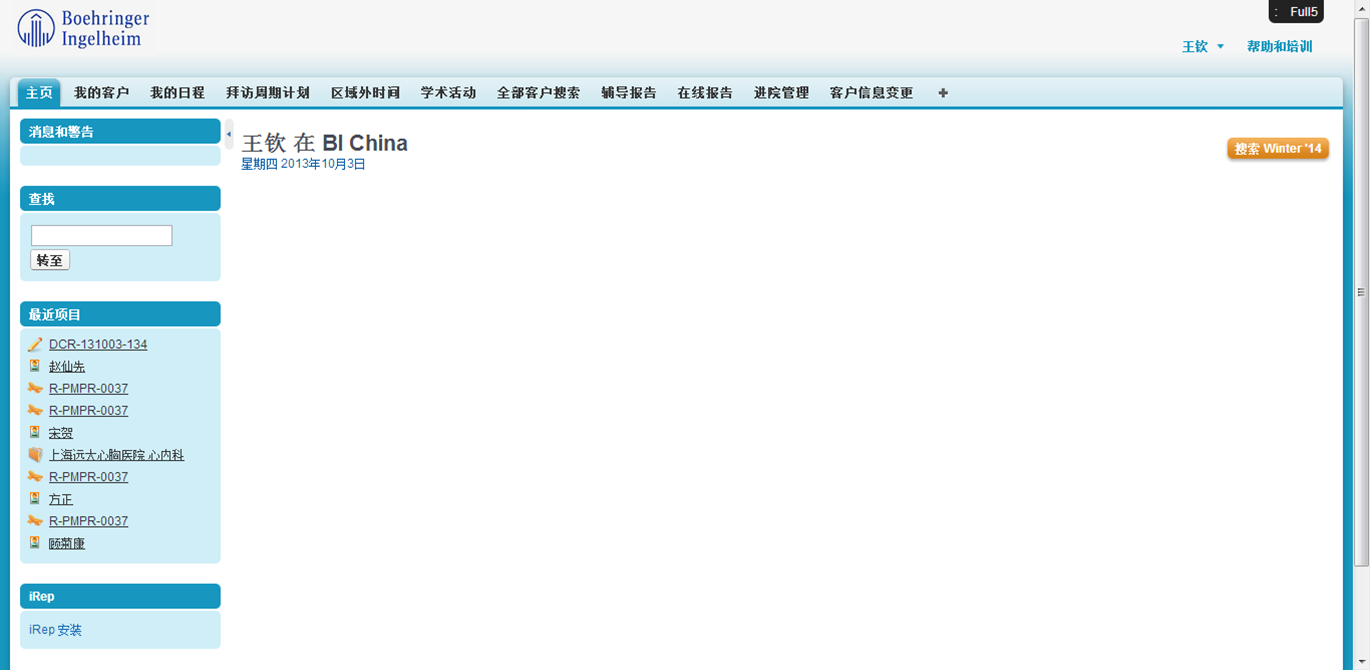 Boehringer
Ingelheim
: Full5
王钦 帮助和培训
主页 我的客户 我的日程 拜访周期计划 区域外时间 学术活动 全部客户搜索 辅导报告 在线报告 进院管理 客户信息变更 +
消息和警告
王钦 在 BI China
星期四 2013年10月3日
搜索 Winter '14
查找
转至
最近项目
DCR-131003-134
赵仙先
R-PMPR-0037
R-PMPR-0037
宋贺
上海远大心胸医院 心内科
R-PMPR-0037
方正
R-PMPR-0037
顾菊康
iRep
iRep 安装